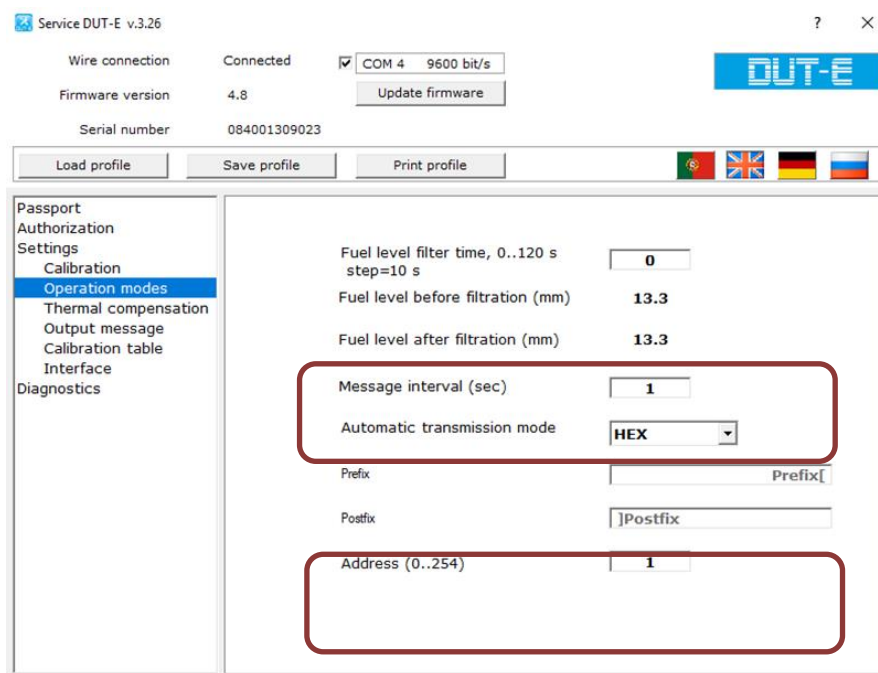 Service DUT-E v.3.26 ?
Wire connection Connected COM 4 9600 bit/s
DUT-E
Firmware version 4.8 Update firmware
Serial number 084001309023
Load profile Save profile Print profile
Passport
Authorization
Settings
Calibration
Operation modes
Thermal compensation
Output message
Calibration table
Interface
Diagnostics
Fuel level filter time, 0..120 s
step=10 s 0
Fuel level before filtration (mm) 13.3
Fuel level after filtration (mm) 13.3
Message interval (sec) 1
Automatic transmission mode HEX
Prefix Prefix[
Postfix ]Postfix
Address (0..254) 1